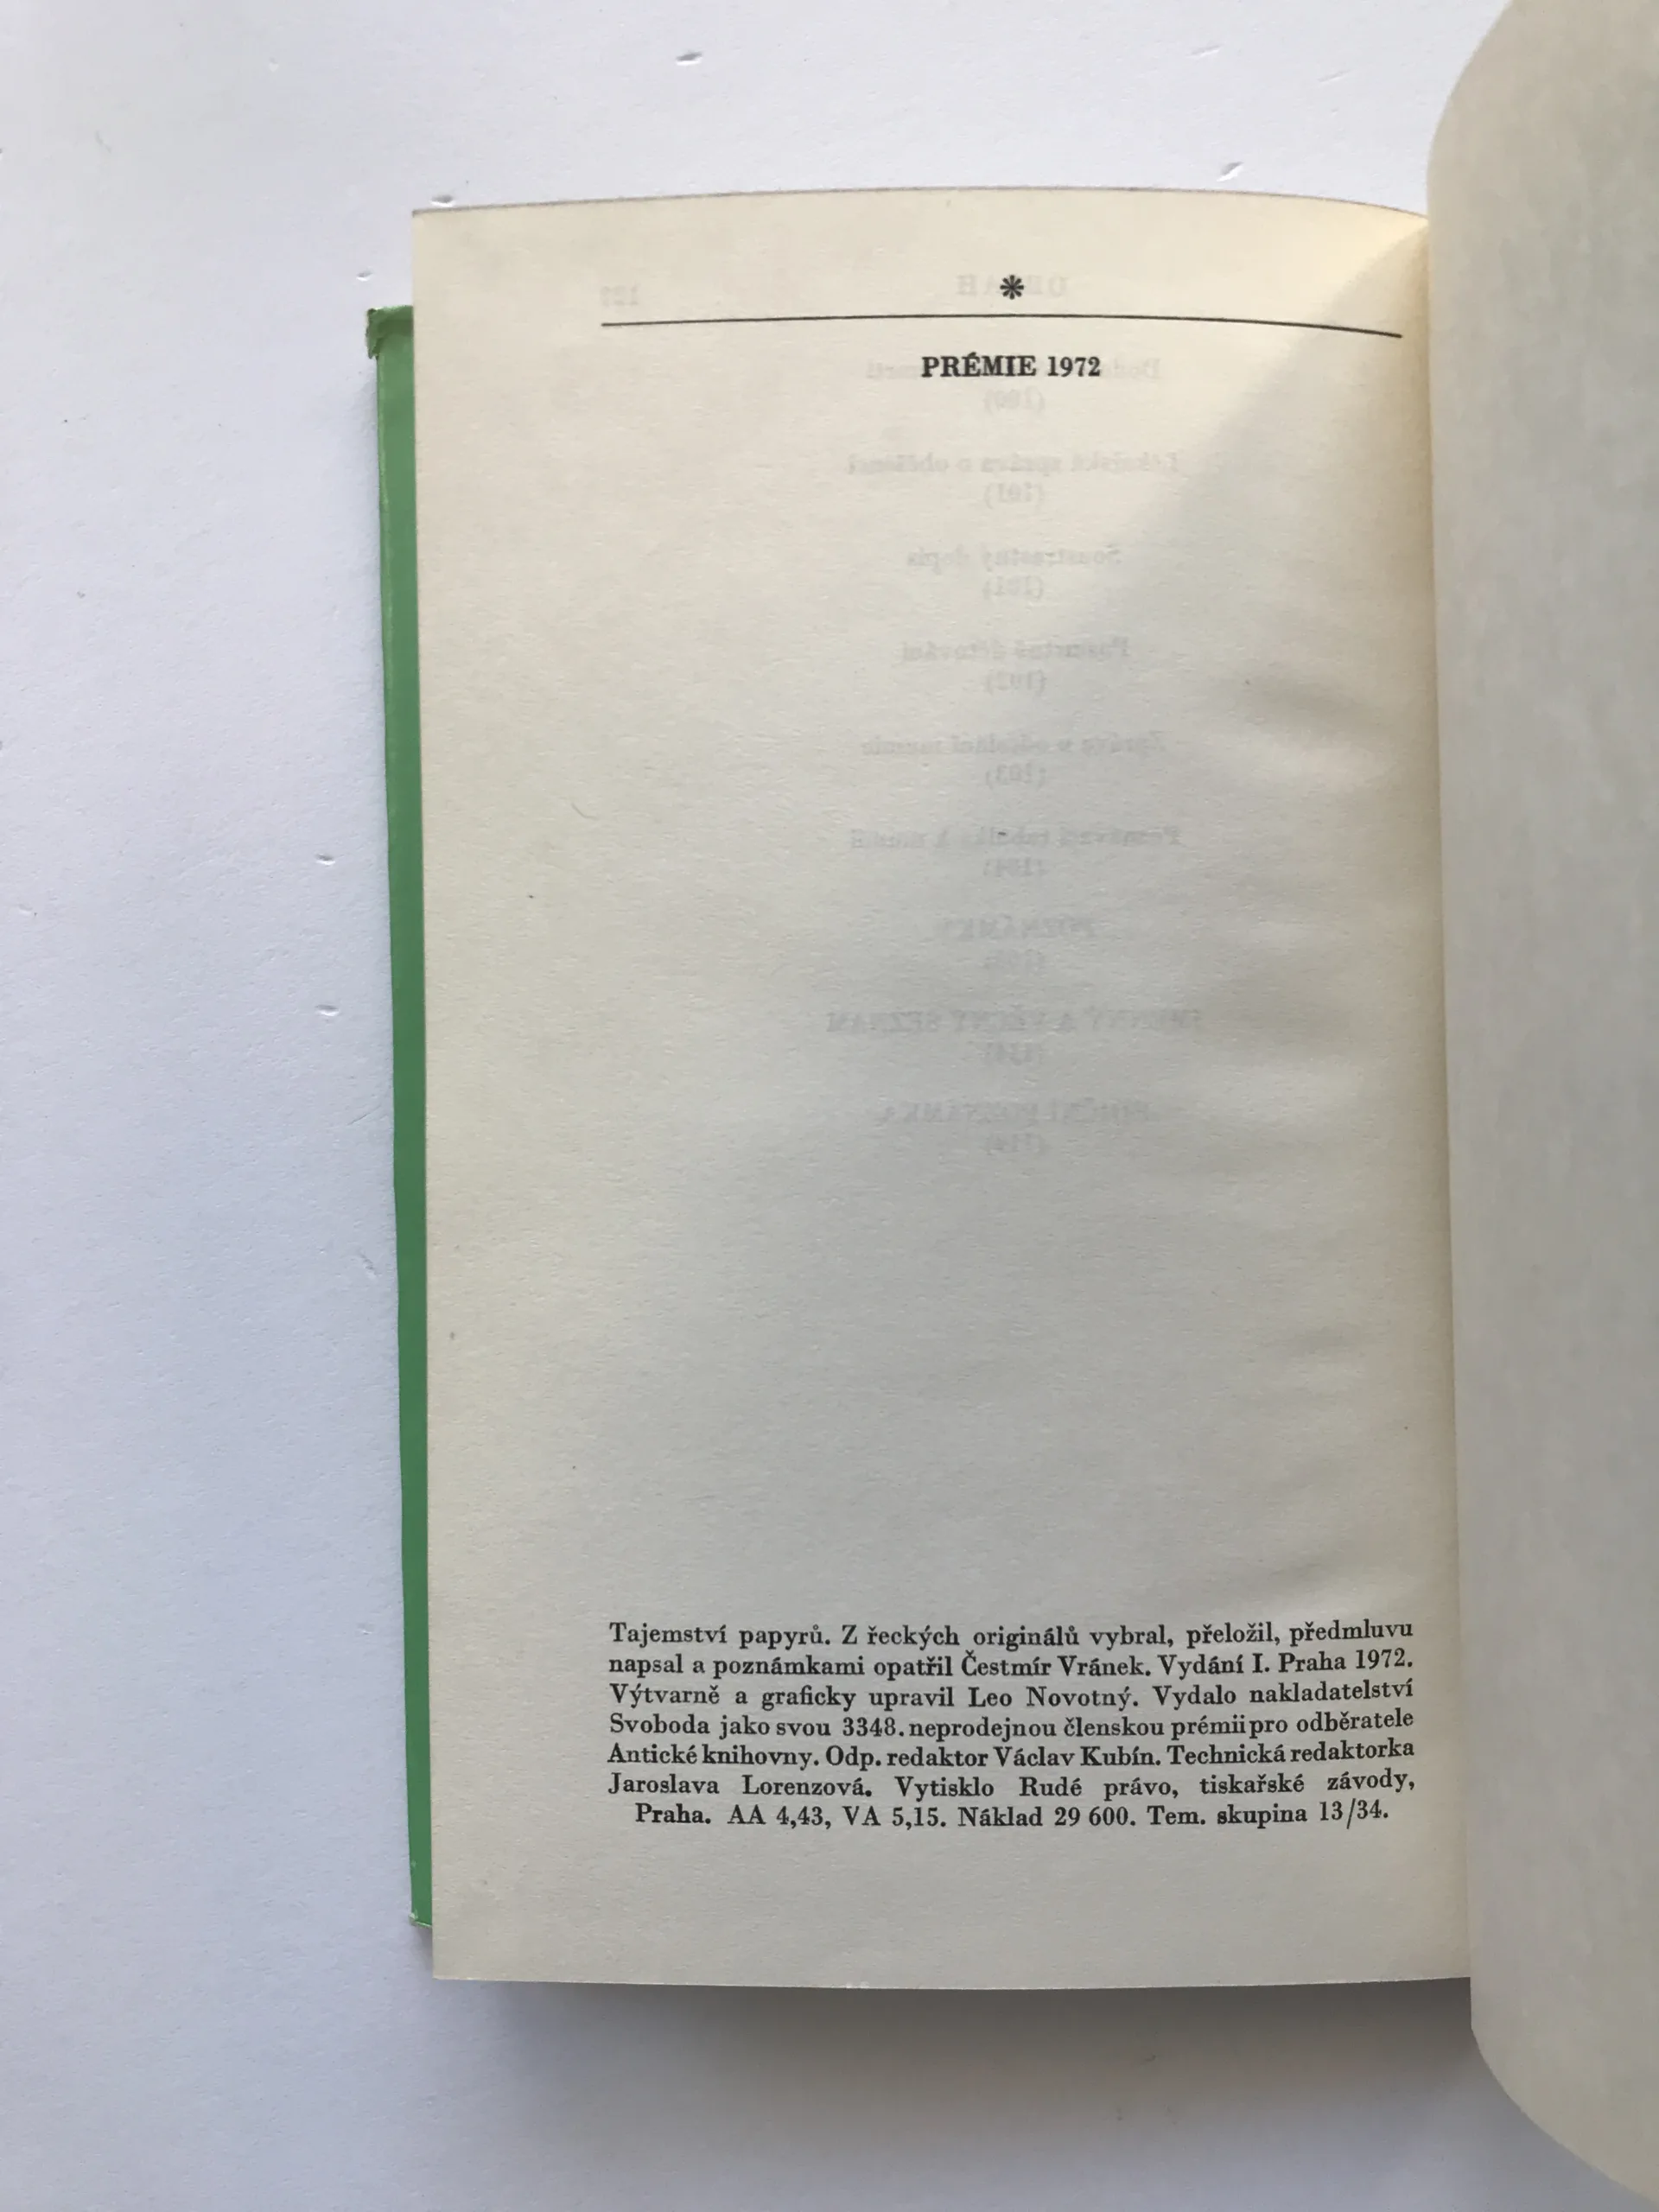 *
PRÉMIE 1972
Tajemství papyrů. Z řeckých originálů vybral, přeložil, předmluvu
napsal a poznámkami opatřil Čestmír Vránek. Vydání I. Praha 1972.
Výtvarně a graficky upravil Leo Novotný. Vydalo nakladatelství
Svoboda jako svou 3348. neprodejnou členskou prémii pro odběratele
Antické knihovny. Odp. redaktor Václav Kubín. Technická redaktorka
Jaroslava Lorenzová. Vytisklo Rudé právo, tiskařské závody,
Praha. AA 4,43, VA 5,15. Náklad 29 600. Tem. skupina 13/34.